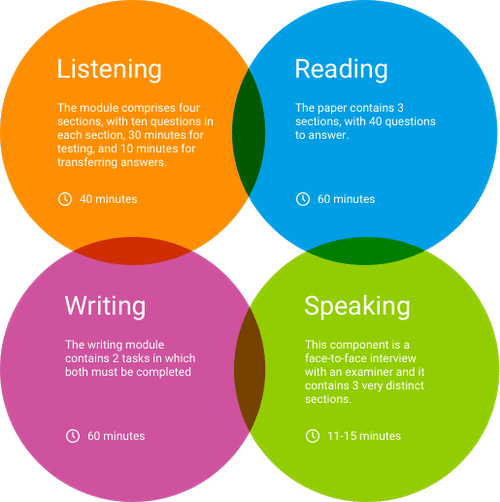 Listening
The module comprises four
sections, with ten questions in
each section, 30 minutes for
testing, and 10 minutes for
transferring answers.
40 minutes
Reading
The paper contains 3
sections, with 40 questions
to answer.
60 minutes
Writing
The writing module
contains 2 tasks in which
both must be completed
60 minutes
Speaking
This component is a
face-to-face interview
with an examiner and it
contains 3 very distinct
sections.
11-15 minutes